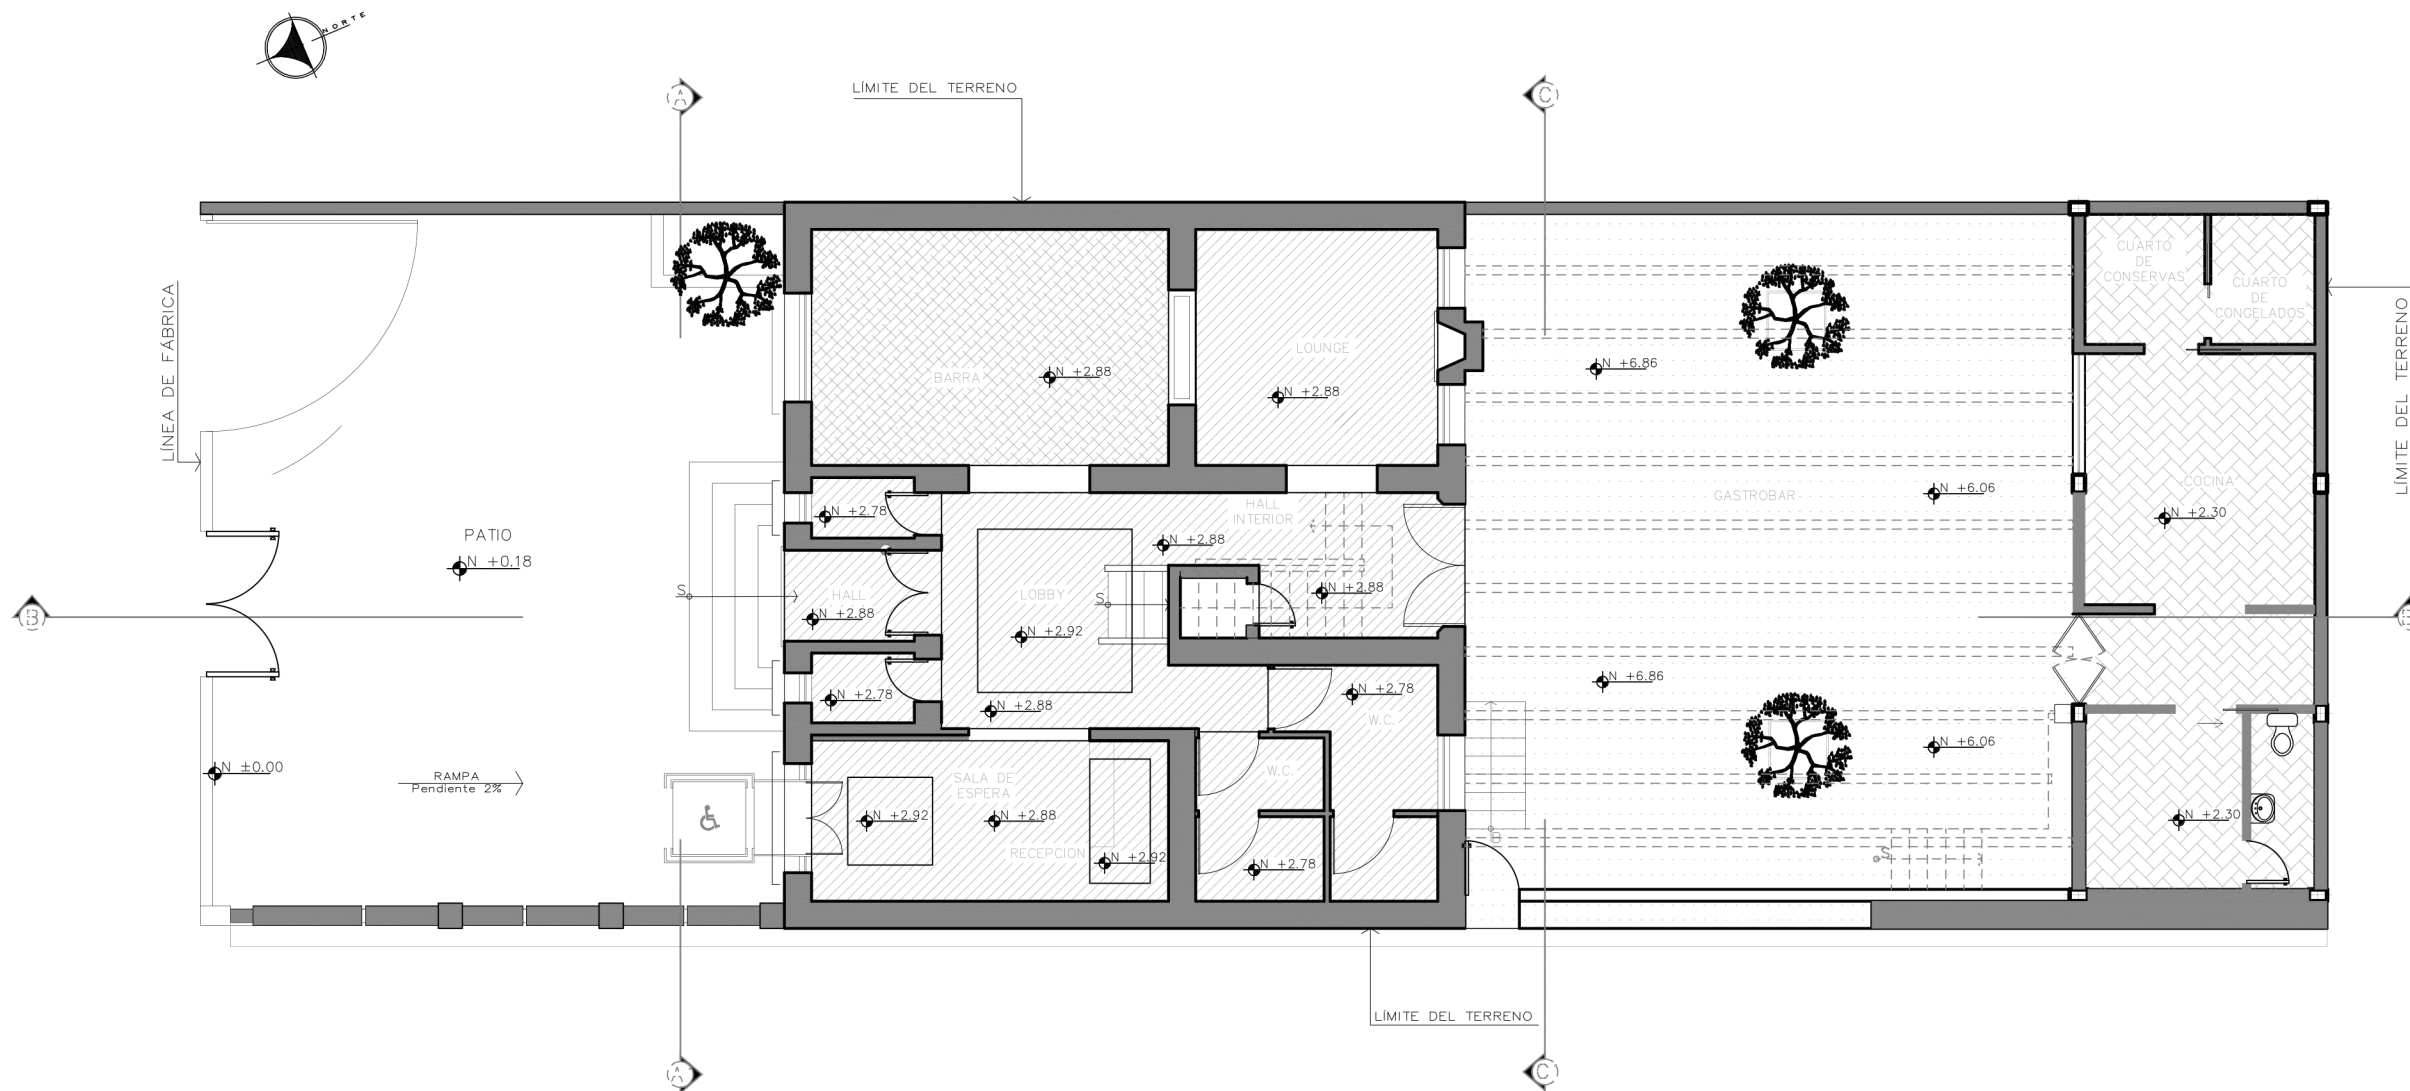 NORTE
A
C
LÍMITE DEL TERRENO
CUARTO
DE
CONSERVAS
CUARTO
DE
CONGELADOS
LÍNEA DE FÁBRICA
LÍMITE DEL TERRENO
LOUNGE
N +6.86
BARRA
N +2.88
N +2.88
GASTROBAR
N +6.06
COCINA
N +2.30
HALL
INTERIOR
N +2.78
PATIO
N +0.18
N +2.88
S
HALL
LOBBY
S
N +2.88
B
N +2.88
N +2.92
N +6.86
N +2.78
N +2.78
N +2.88
W.C.
N +6.06
N ±0.00
RAMPA
Pendiente 2%
SALA DE
ESPERA
W.C.
N +2.92
N +2.88
B
N +2.30
RECEPCION
N +2.92
N +2.78
S
LÍMITE DEL TERRENO
A
C